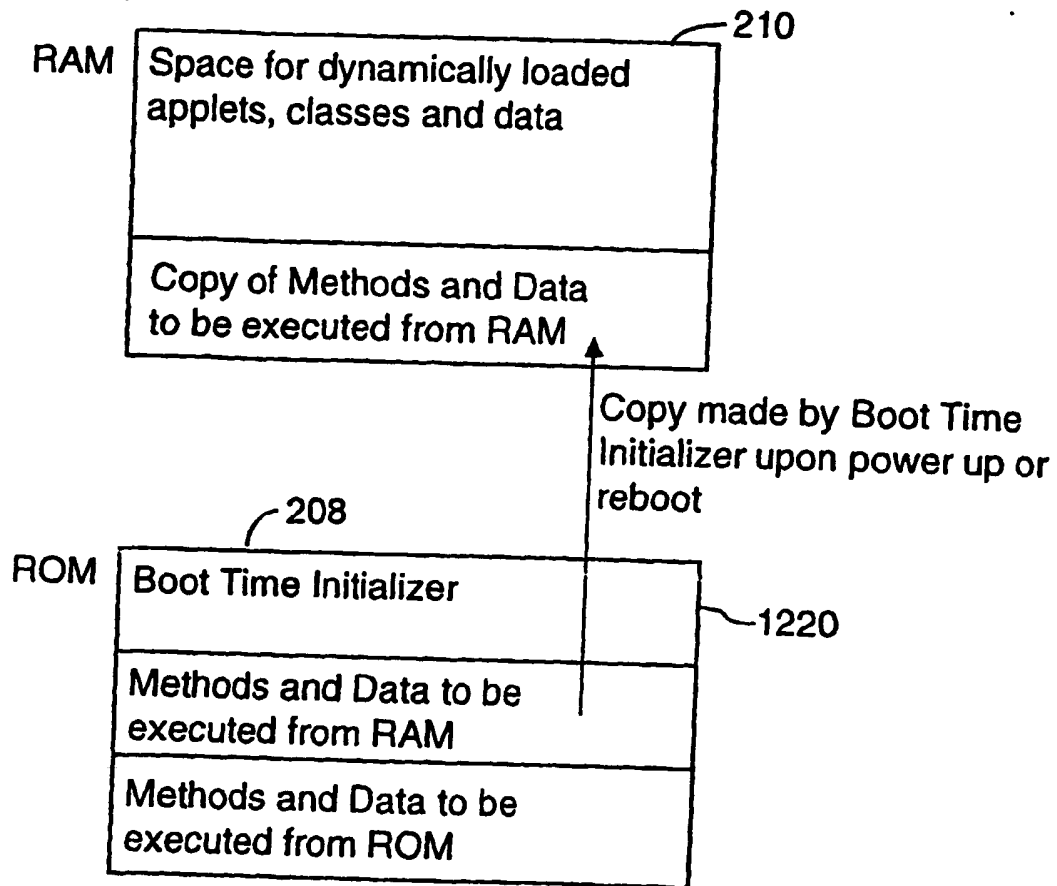 210
RAM
Space for dynamically loaded
applets, classes and data
Copy of Methods and Data
to be executed from RAM
Copy made by Boot Time
Initializer upon power up or
reboot
208
ROM
Boot Time Initializer
1220
Methods and Data to be
executed from RAM
Methods and Data to be
executed from ROM